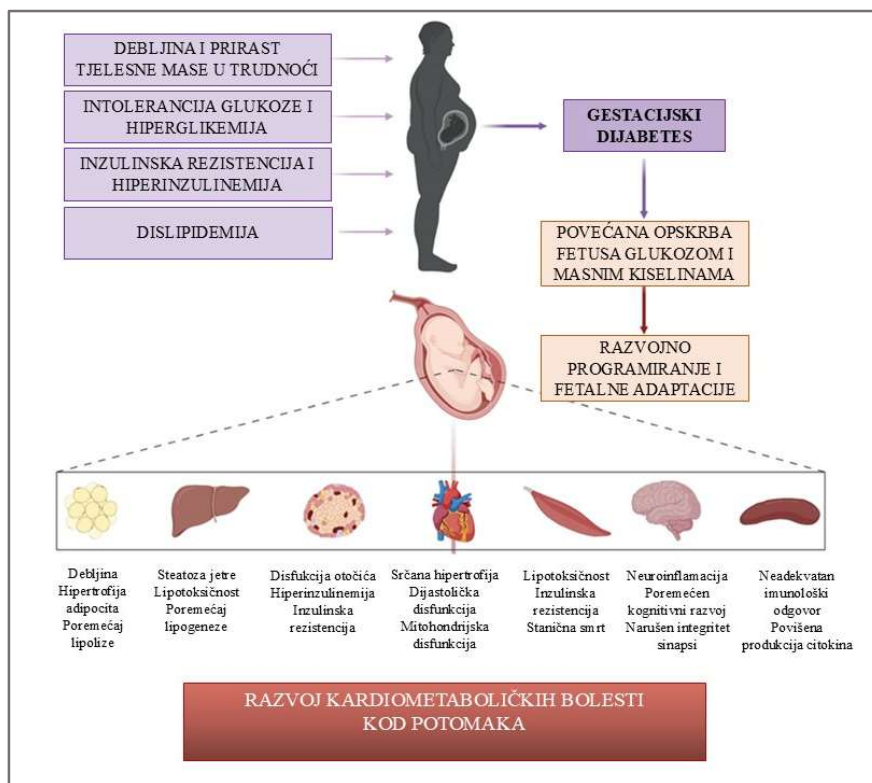 DEBLJINA I PRIRAST
TJELESNE MASE U TRUDNOĆI
INTOLERANCIJA GLUKOZE I
HIPERGLIKEMIJA
INZULINSKA REZISTENCIJA I
HIPERINZULINEMIJA
DISLIPIDEMIJA
GESTACIJSKI
DIJABETES
POVEĆANA OPSKRBA
FETUSA GLUKOZOM I
MASNIM KISELINAMA
RAZVOJNO
PROGRAMIRANJE I
FETALNE ADAPTACIJE
Debljina
Hipertrofija
adipocita
Poremećaj
lipolize
Steatoza jetre
Lipotoksičnost
Poremećaj
lipogeneze
Disfukcija otočića
Hiperinzulinemija
Inzulinska
rezistencija
Srčana hipertrofija
Dijastolička
disfunkcija
Mitohondrijska
disfunkcija
Lipotoksičnost
Inzulinska
rezistencija
Stanična smrt
Neuroinflamacija
Poremećen
kognitivni razvoj
Narušen integritet
sinapsi
Neadekvatan
imunološki
odgovor
Povišena
produkcija citokina
RAZVOJ KARDIOMETABOLIČKIH BOLESTI
KOD POTOMAKA